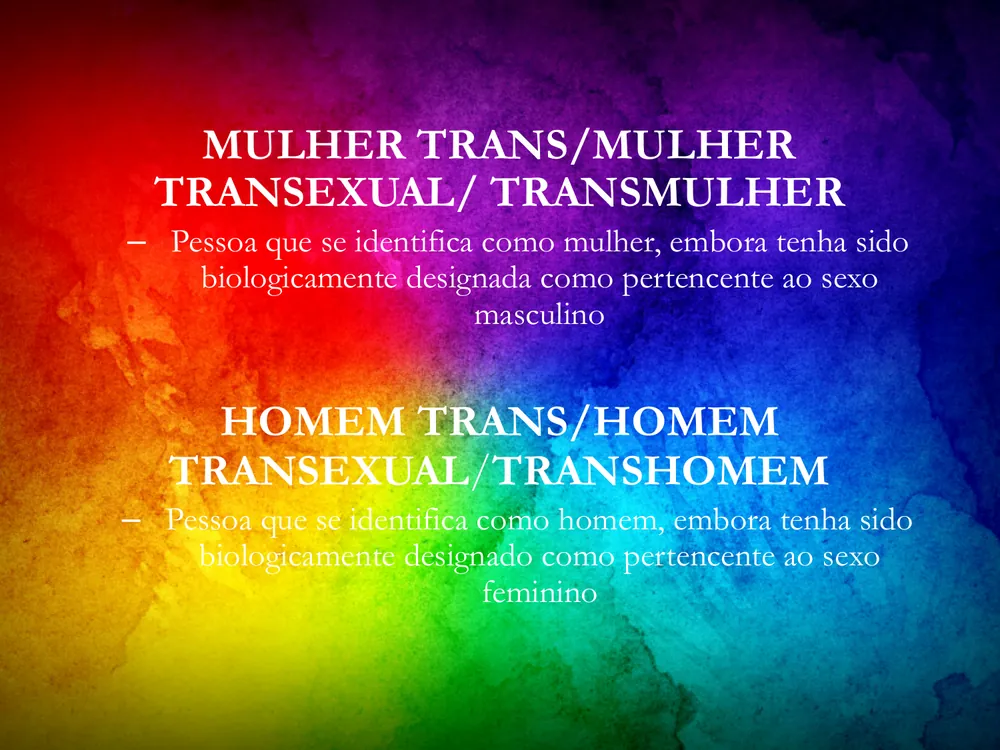 MULHER TRANS/MULHER
TRANSEXUAL/ TRANSMULHER
– Pessoa que se identifica como mulher, embora tenha sido
biologicamente designada como pertencente ao sexo
masculino
HOMEM TRANS/HOMEM
TRANSEXUAL/TRANSHOMEM
– Pessoa que se identifica como homem, embora tenha sido
biologicamente designado como pertencente ao sexo
feminino